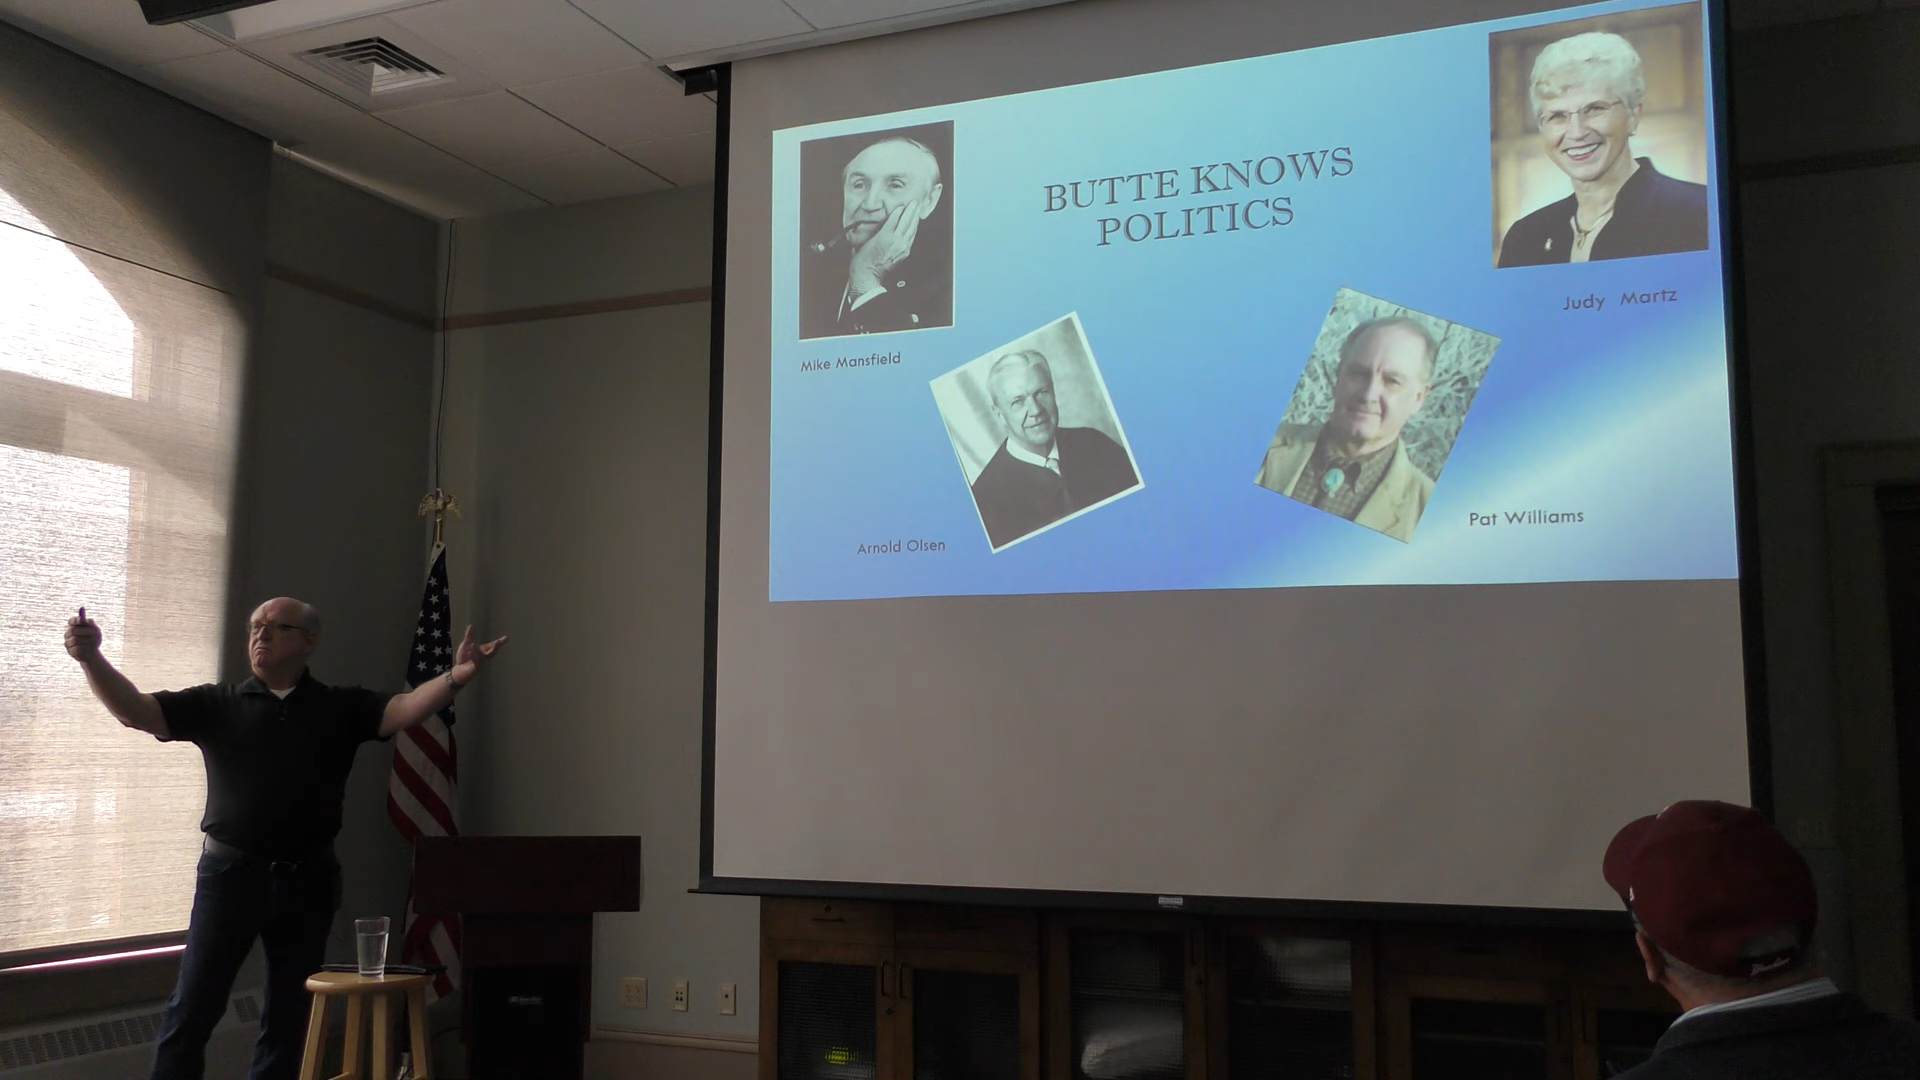 BUTTE KNOWS
POLITICS
Mike Mansfield
Judy Martz
Arnold Olsen
Pat Williams